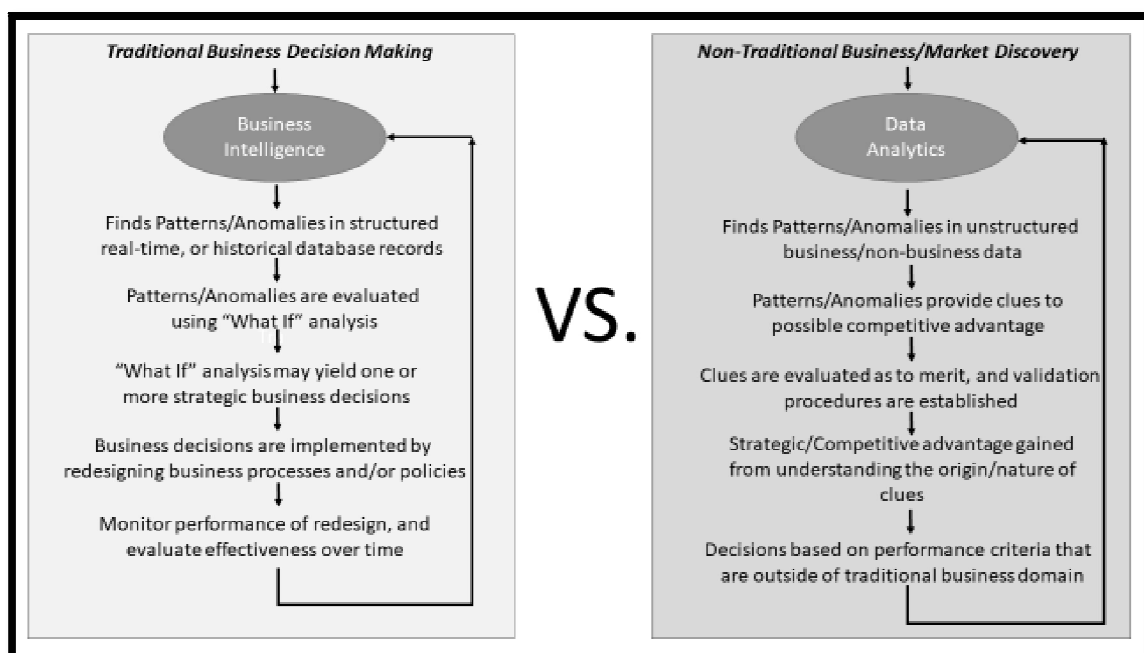 Traditional Business Decision Making
Business
Intelligence
Finds Patterns/Anomalies in structured
real-time, or historical database records
Patterns/Anomalies are evaluated
using “What If” analysis
“What If” analysis may yield one or
more strategic business decisions
Business decisions are implemented by
redesigning business processes and/or policies
Monitor performance of redesign, and
evaluate effectiveness over time
VS.
Non-Traditional Business/Market Discovery
Data
Analytics
Finds Patterns/Anomalies in unstructured
business/non-business data
Patterns/Anomalies provide clues to
possible competitive advantage
Clues are evaluated as to merit, and validation
procedures are established
Strategic/Competitive advantage gained
from understanding the origin/nature of
clues
Decisions based on performance criteria that
are outside of traditional business domain